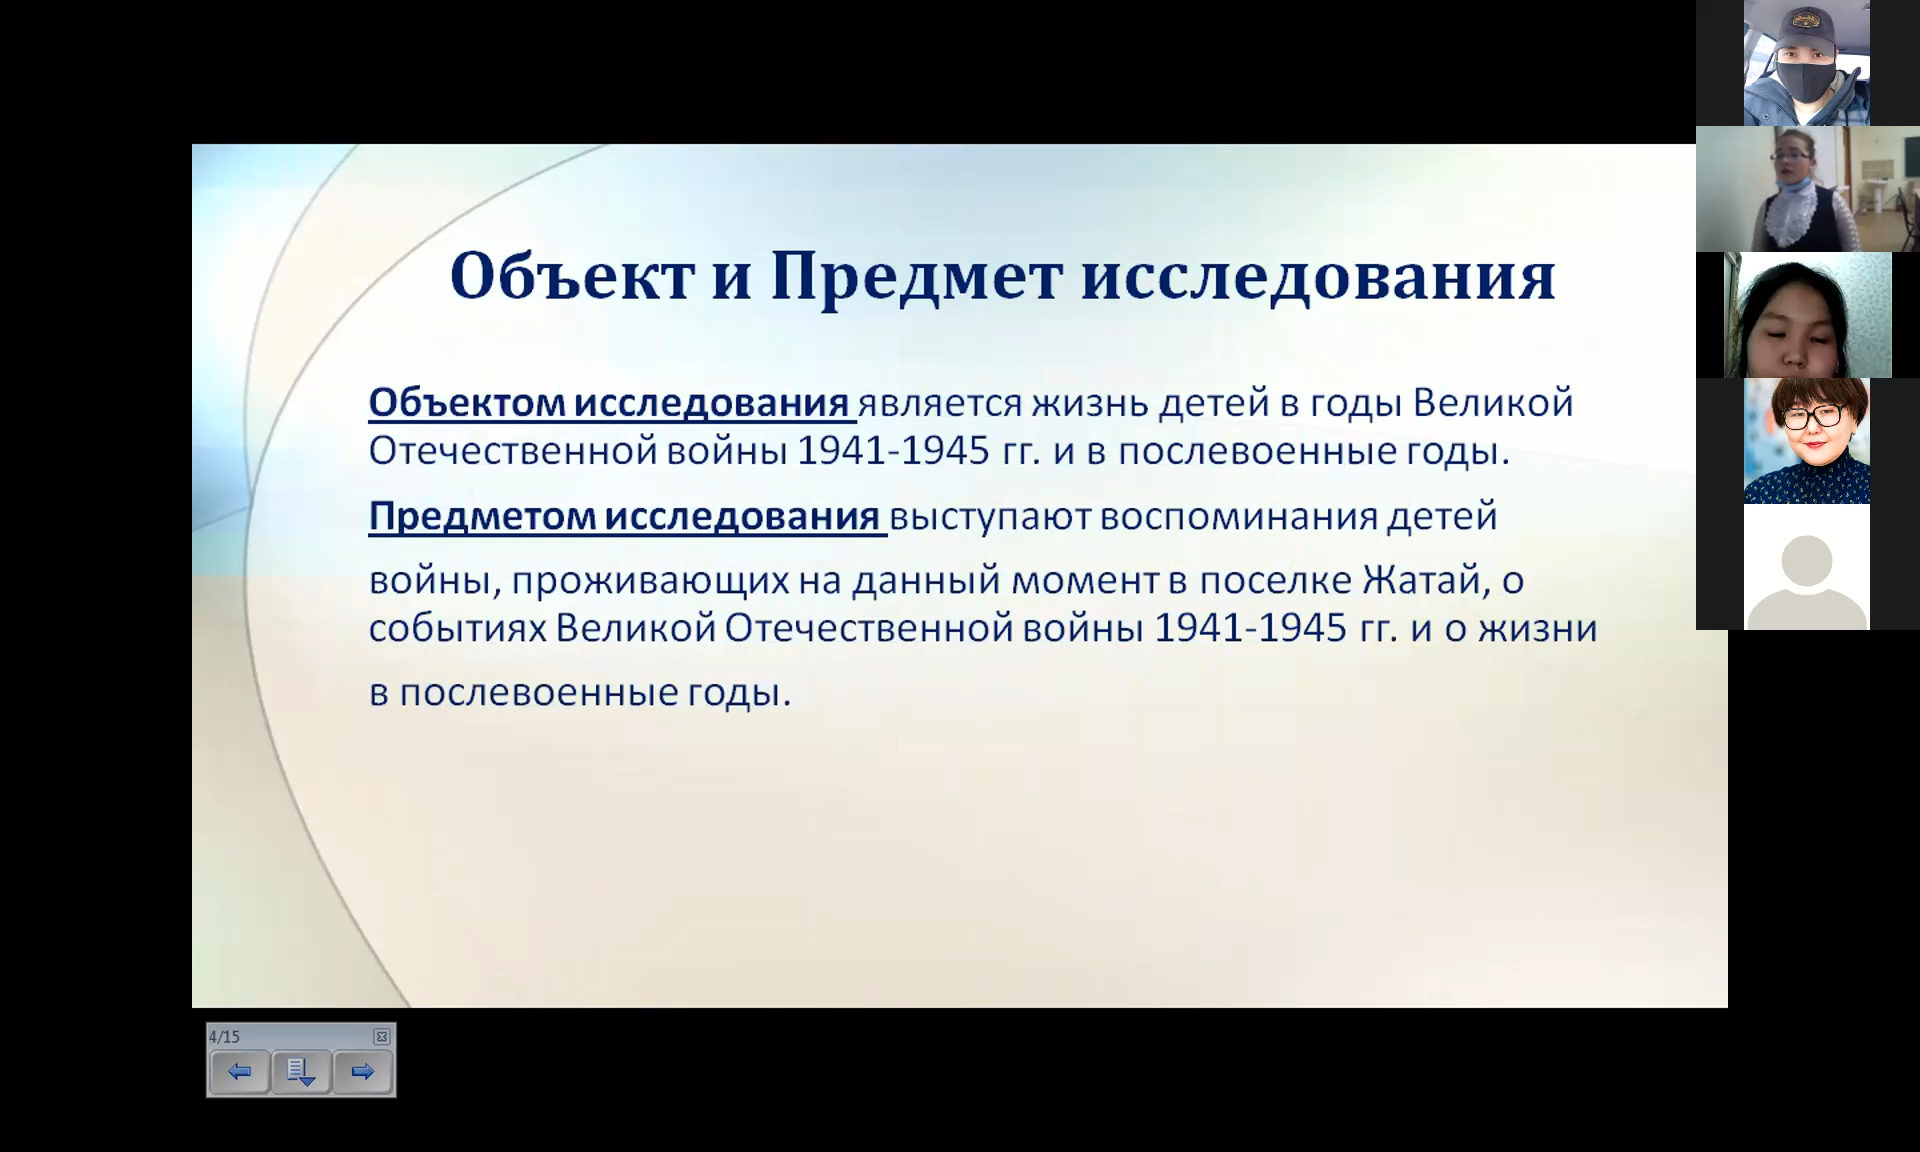 Объект и Предмет исследования
Объектом исследования является жизнь детей в годы Великой
Отечественной войны 1941-1945 гг. и в послевоенные годы.
Предметом исследования выступают воспоминания детей
войны, проживающих на данный момент в поселке Жатай, о
событиях Великой Отечественной войны 1941-1945 гг. и о жизни
в послевоенные годы.
4/15